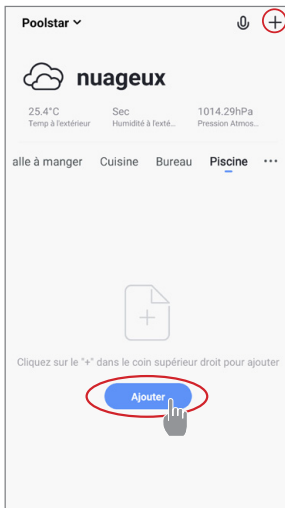 Poolstar
nuageux
25.4°C Sec 1014.29hPa
Temp à l'extérieur Humidité à l'exté... Pression Atmos...
alle à manger Cuisine Bureau Piscine ...
Cliquez sur le "+" dans le coin supérieur droit pour ajouter
Ajouter